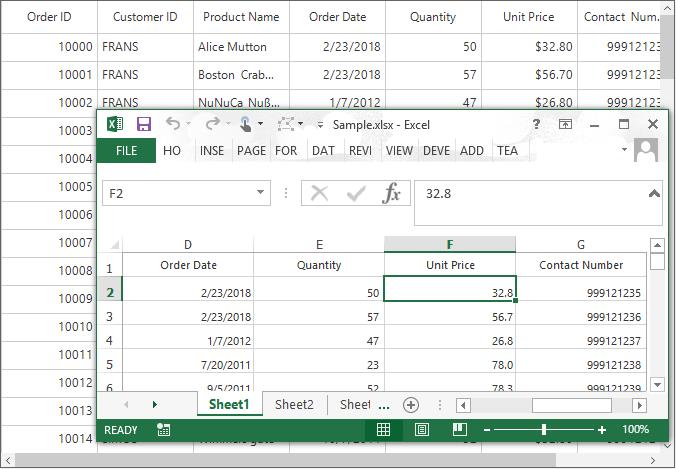 Order ID Customer ID Product Name Order Date Quantity Unit Price Contact Num.
10000 FRANS Alice Mutton 2/23/2018 50 $32.80 99912123
10001 FRANS Boston Crab... 2/23/2018 57 $56.70 99912123
10002 FRANS NuNuCa Nuß... 1/7/2012 47 $26.80 99912123
10003
10004
10005
10006
10007
10008
10009
10010
10011
10012
10013
10014
Sample.xlsx - Excel ?
FILE HO INSE PAGE FOR DAT REVI VIEW DEVE ADD TEA
F2 fx 32.8
D E F G
1 Order Date Quantity Unit Price Contact Number
2 2/23/2018 50 32.8 999121235
3 2/23/2018 57 56.7 999121236
4 1/7/2012 47 26.8 999121237
5 7/20/2011 23 78.0 999121238
6 9/5/2011 52 78.3 999121239
Sheet1 Sheet2 Sheet ...
READY 100%